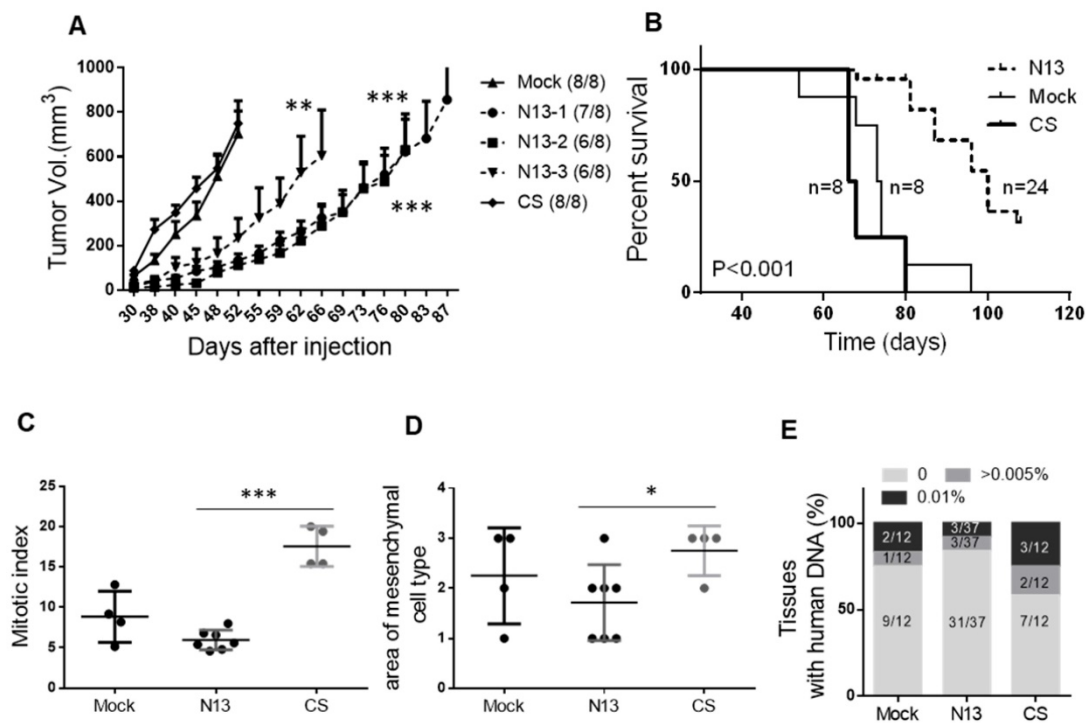 A
Tumor Vol.(mm³)
1000
800
600
400
200
0
**
***
***
30 38 40 45 48 52 55 59 62 66 69 73 76 80 83 87
Days after injection
Mock (8/8)
N13-1 (7/8)
N13-2 (6/8)
N13-3 (6/8)
CS (8/8)
B
Percent survival
100
50
0
N13
Mock
CS
n=8
n=8
n=24
P<0.001
40 60 80 100 120
Time (days)
C
Mitotic index
25
20
15
10
5
0
***
Mock N13 CS
D
area of mesenchymal
cell type
4
3
2
1
0
*
Mock N13 CS
E
0 >0.005%
0.01%
Tissues
with human DNA (%)
100
50
0
2/12 3/37 3/12
1/12 3/37 2/12
9/12 31/37 7/12
Mock N13 CS